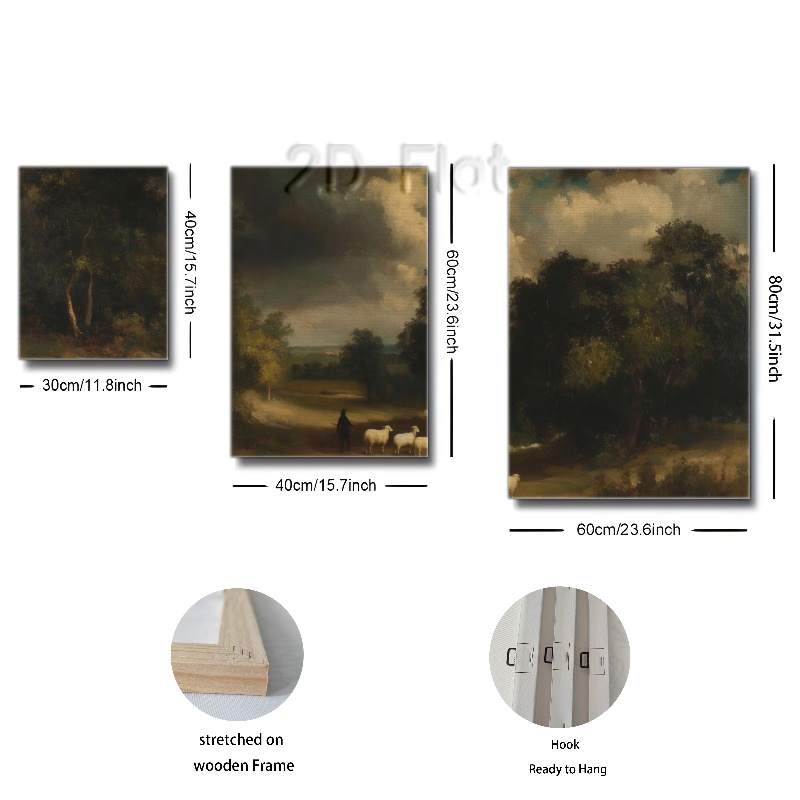 2D Flat
40cm/15.7inch
60cm/23.6inch
80cm/31.5inch
30cm/11.8inch
40cm/15.7inch
60cm/23.6inch
stretched on
wooden Frame
Hook
Ready to Hang